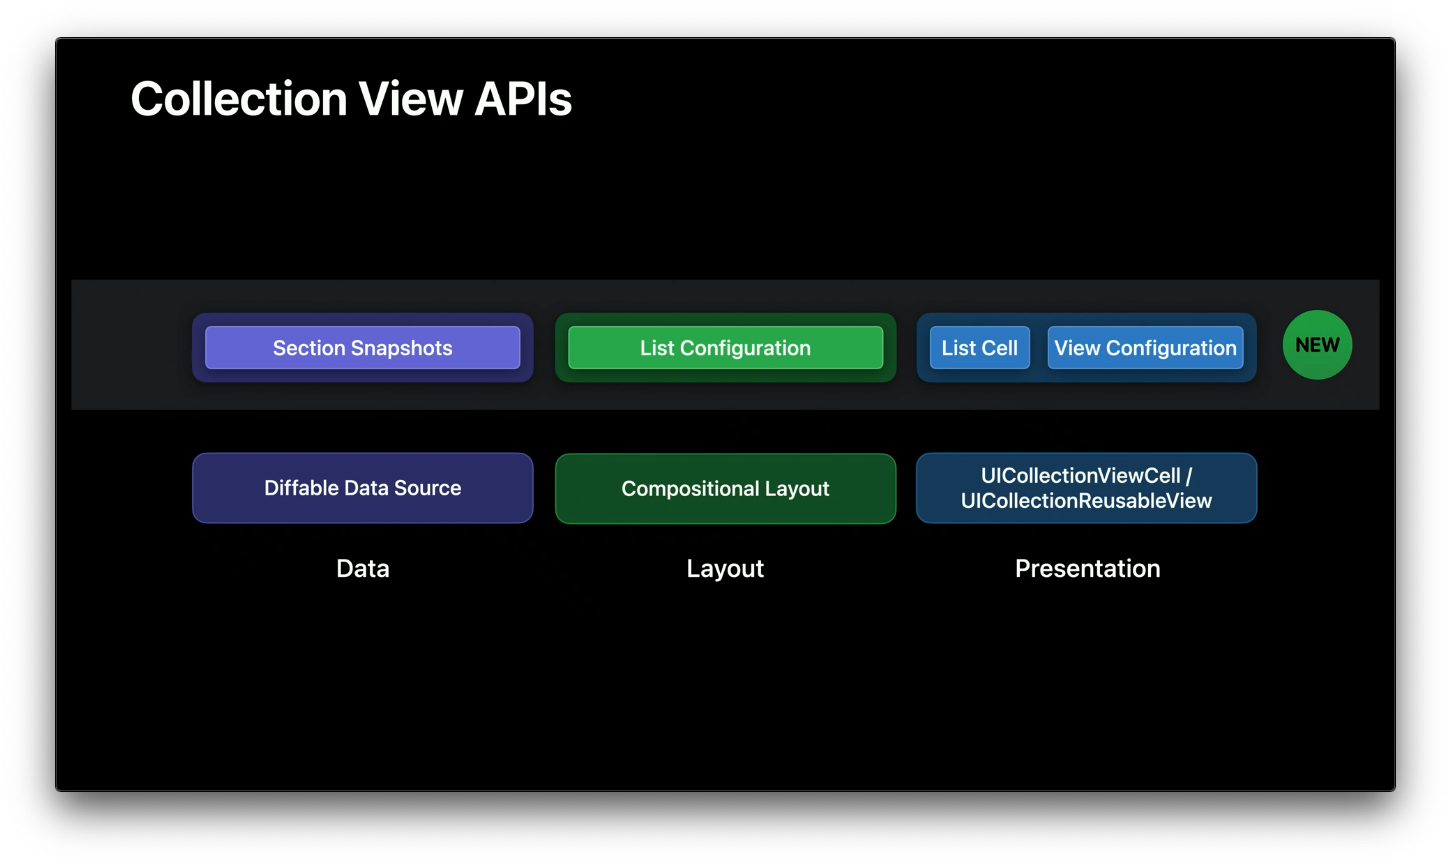 Collection View APIs
Section Snapshots
List Configuration
List Cell
View Configuration
NEW
Diffable Data Source
Compositional Layout
UICollectionViewCell /
UICollectionReusableView
Data
Layout
Presentation